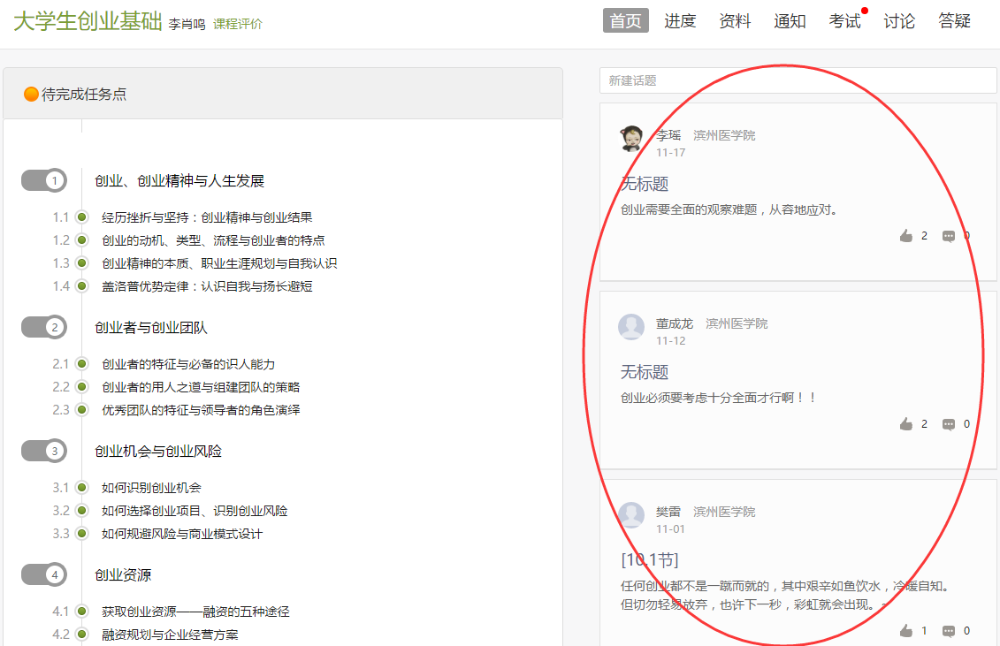 大学生创业基础 李肖鸣 课程评价
首页 进度 资料 通知 考试 讨论 答疑
待完成任务点
1 创业、创业精神与人生发展
1.1 经历挫折与坚持：创业精神与创业结果
1.2 创业的动机、类型、流程与创业者的特点
1.3 创业精神的本质、职业生涯规划与自我认识
1.4 盖洛普优势定律：认识自我与扬长避短
2 创业者与创业团队
2.1 创业者的特征与必备的识人能力
2.2 创业者的用人之道与组建团队的策略
2.3 优秀团队的特征与领导者的角色演绎
3 创业机会与创业风险
3.1 如何识别创业机会
3.2 如何选择创业项目、识别创业风险
3.3 如何规避风险与商业模式设计
4 创业资源
4.1 获取创业资源——融资的五种途径
4.2 融资规划与企业经营方案
新建话题
李瑶 滨州医学院
11-17
无标题
创业需要全面的观察难题，从容地应对。
2 0
董成龙 滨州医学院
11-12
无标题
创业必须要考虑十分全面才行啊！！
2 0
樊雷 滨州医学院
11-01
[10.1节]
任何创业都不是一蹴而就的，其中艰辛如鱼饮水，冷暖自知。
但切勿轻易放弃，也许下一秒，彩虹就会出现。~
1 0